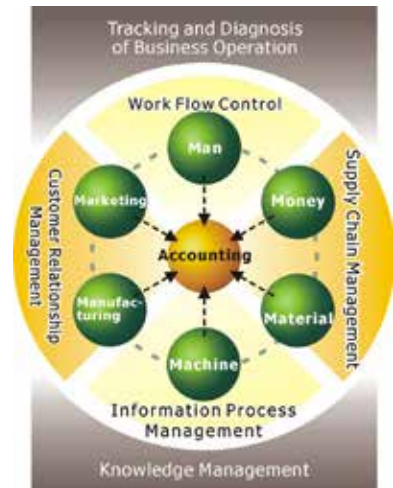 Tracking and Diagnosis
of Business Operation
Work Flow Control
Man
Marketing
Money
Customer Relationship
Management
Supply Chain Management
Accounting
Manufac-
turing
Material
Machine
Information Process
Management
Knowledge Management